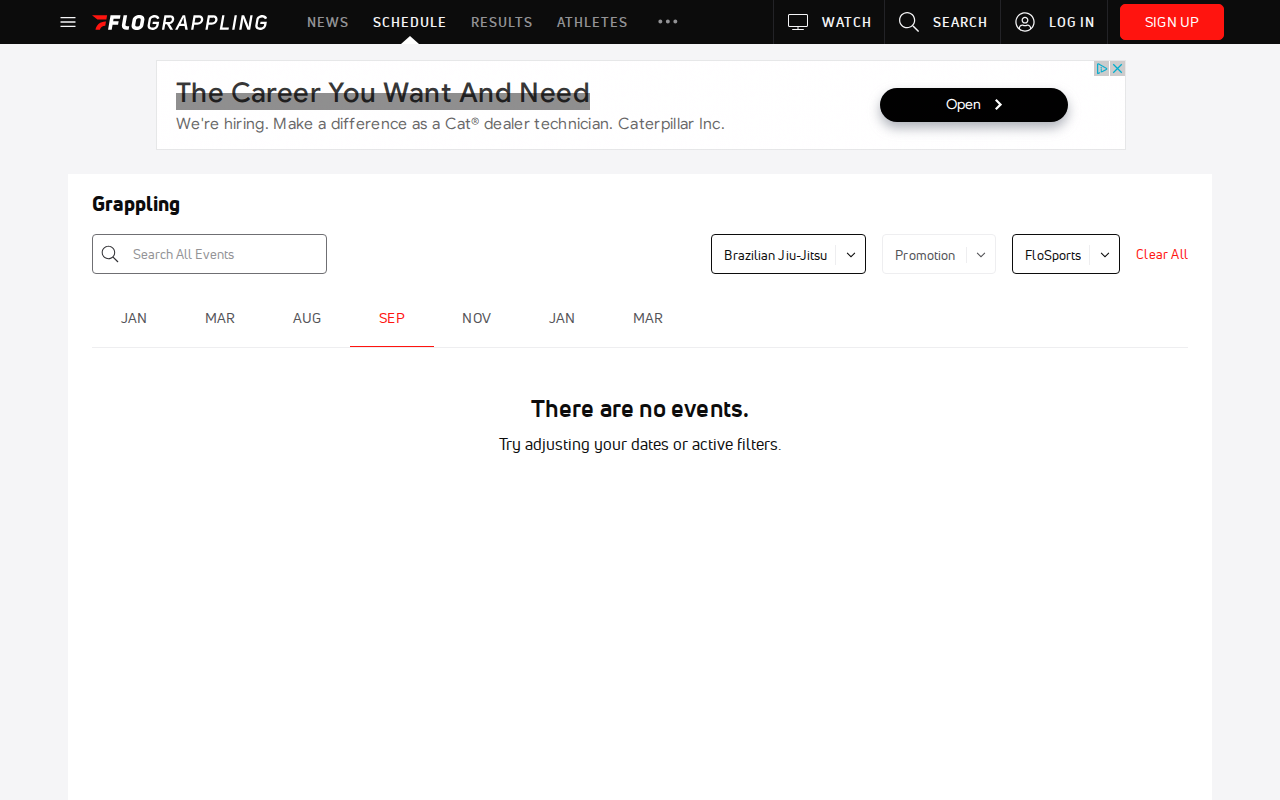 FLOGRAPPLING NEWS SCHEDULE RESULTS ATHLETES WATCH SEARCH LOG IN SIGN UP
The Career You Want And Need
We're hiring. Make a difference as a Cat® dealer technician. Caterpillar Inc.
Open
Grappling
Search All Events Brazilian Jiu-Jitsu Promotion FloSports Clear All
JAN MAR AUG SEP NOV JAN MAR
There are no events.
Try adjusting your dates or active filters.